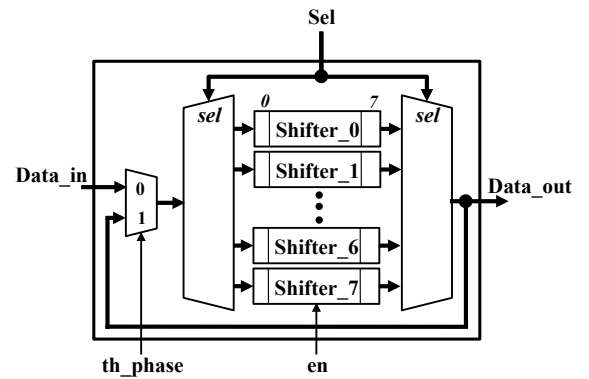 Sel
sel
0 7
sel
Shifter_0
Shifter_1
Data_in
0
1
Data_out
Shifter_6
Shifter_7
th_phase
en